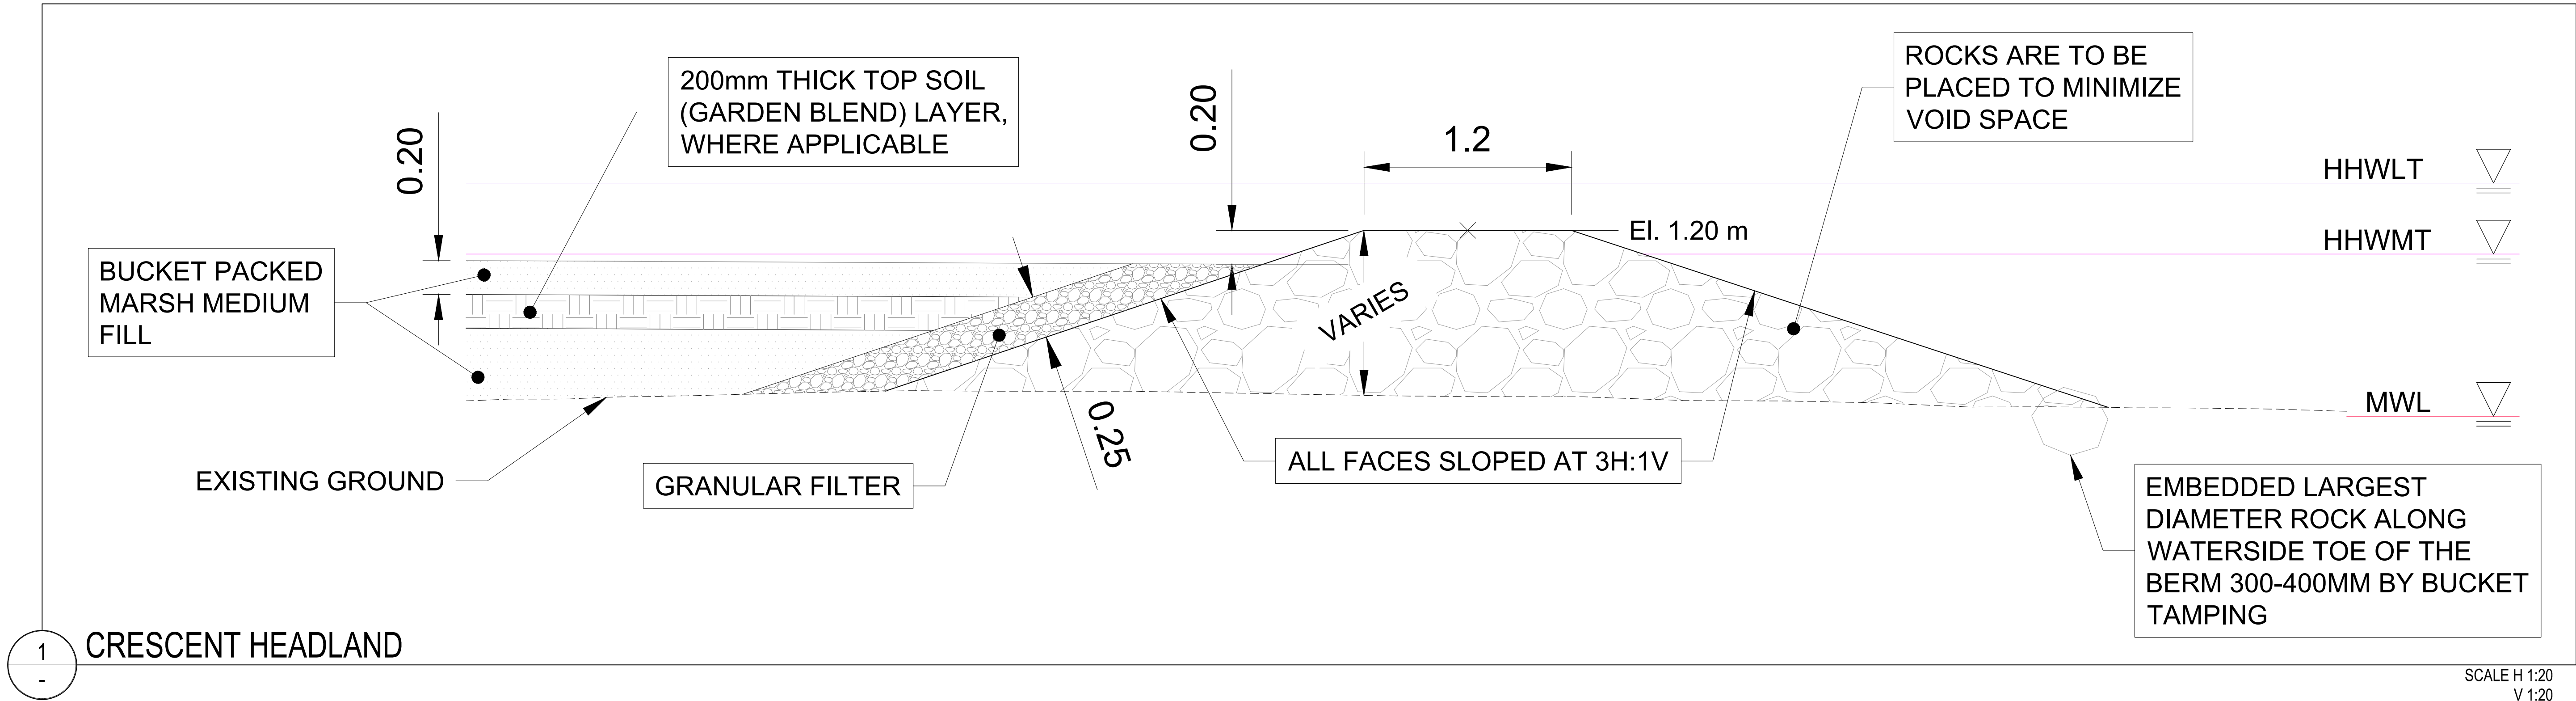 200mm THICK TOP SOIL
(GARDEN BLEND) LAYER,
WHERE APPLICABLE
ROCKS ARE TO BE
PLACED TO MINIMIZE
VOID SPACE
0.20
0.20
1.2
HHWLT
El. 1.20 m
HHWMT
BUCKET PACKED
MARSH MEDIUM
FILL
VARIES
MWL
0.25
EXISTING GROUND
GRANULAR FILTER
ALL FACES SLOPED AT 3H:1V
EMBEDDED LARGEST
DIAMETER ROCK ALONG
WATERSIDE TOE OF THE
BERM 300-400MM BY BUCKET
TAMPING
1
-
CRESCENT HEADLAND
SCALE H 1:20
V 1:20